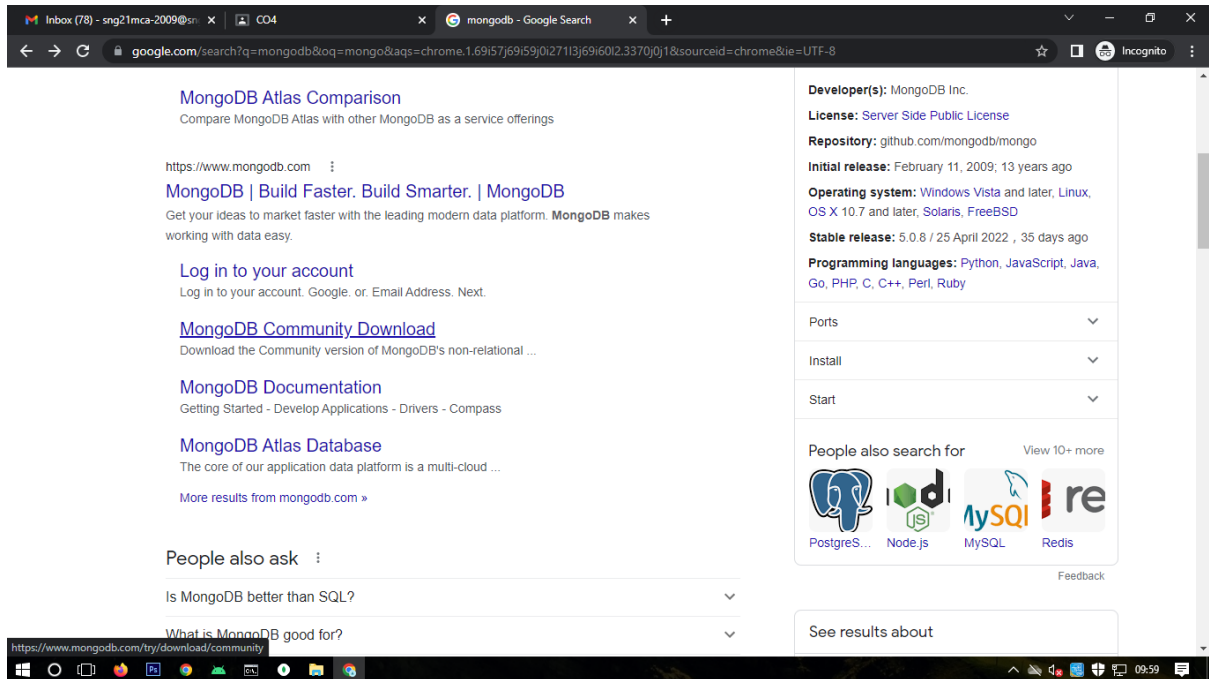 Inbox (78) - sng21mca-2009@sn
CO4
mongodb - Google Search
google.com/search?q=mongodb&oq=mongo&aqs=chrome.1.69i57j69i59j0i271l3j69i60l2.3370j0j1&sourceid=chrome&ie=UTF-8
Incognito
MongoDB Atlas Comparison
Compare MongoDB Atlas with other MongoDB as a service offerings
https://www.mongodb.com
MongoDB | Build Faster. Build Smarter. | MongoDB
Get your ideas to market faster with the leading modern data platform. MongoDB makes
working with data easy.
Log in to your account
Log in to your account. Google. or. Email Address. Next.
MongoDB Community Download
Download the Community version of MongoDB's non-relational ...
MongoDB Documentation
Getting Started - Develop Applications - Drivers - Compass
MongoDB Atlas Database
The core of our application data platform is a multi-cloud ...
More results from mongodb.com »
People also ask
Is MongoDB better than SQL?
What is MongoDB good for?
Developer(s): MongoDB Inc.
License: Server Side Public License
Repository: github.com/mongodb/mongo
Initial release: February 11, 2009; 13 years ago
Operating system: Windows Vista and later, Linux,
OS X 10.7 and later, Solaris, FreeBSD
Stable release: 5.0.8 / 25 April 2022 , 35 days ago
Programming languages: Python, JavaScript, Java,
Go, PHP, C, C++, Perl, Ruby
Ports
Install
Start
People also search for
View 10+ more
PostgreS...
Node.js
MySQL
Redis
Feedback
See results about
https://www.mongodb.com/try/download/community
Ps
09:59